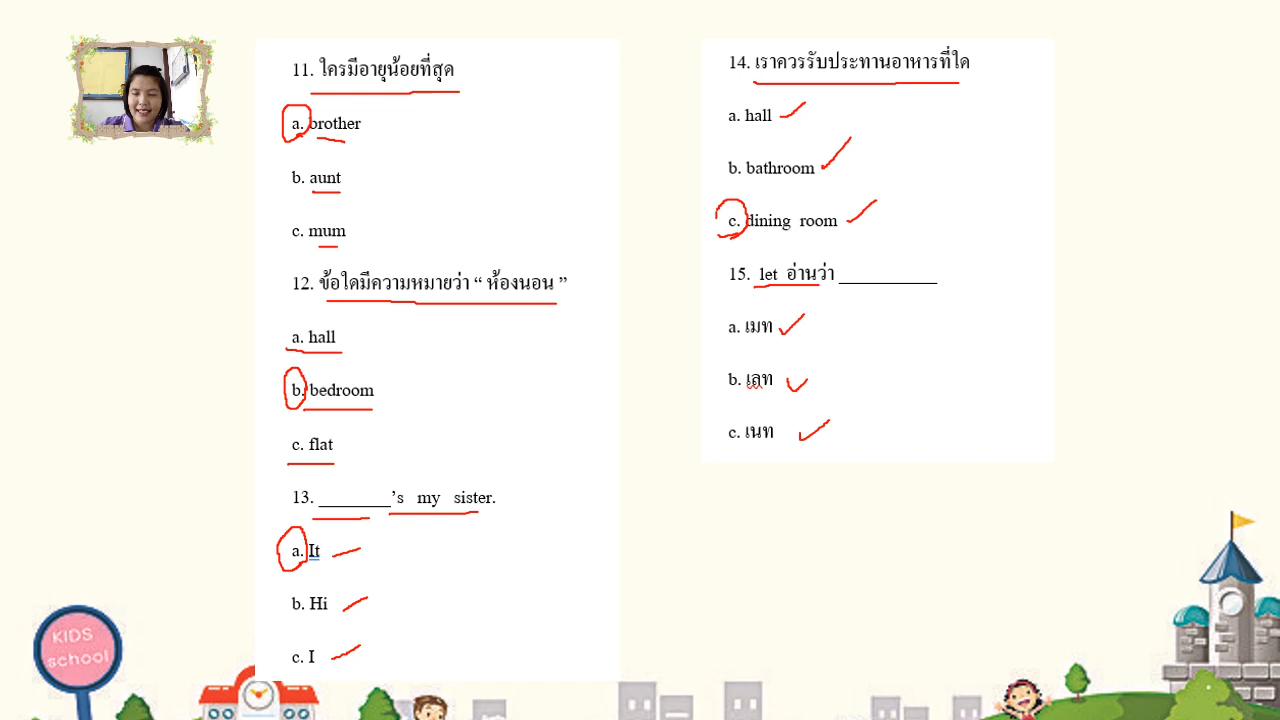 11. ใครมีอายุน้อยที่สุด
a. brother
b. aunt
c. mum
12. ข้อใดมีความหมายว่า “ ห้องนอน ”
a. hall
b. bedroom
c. flat
13. ________’s my sister.
a. It
b. Hi
c. I
14. เราควรรับประทานอาหารที่ใด
a. hall
b. bathroom
c. dining room
15. let อ่านว่า ___________
a. เมท
b. เลท
c. เนท
KIDS
school